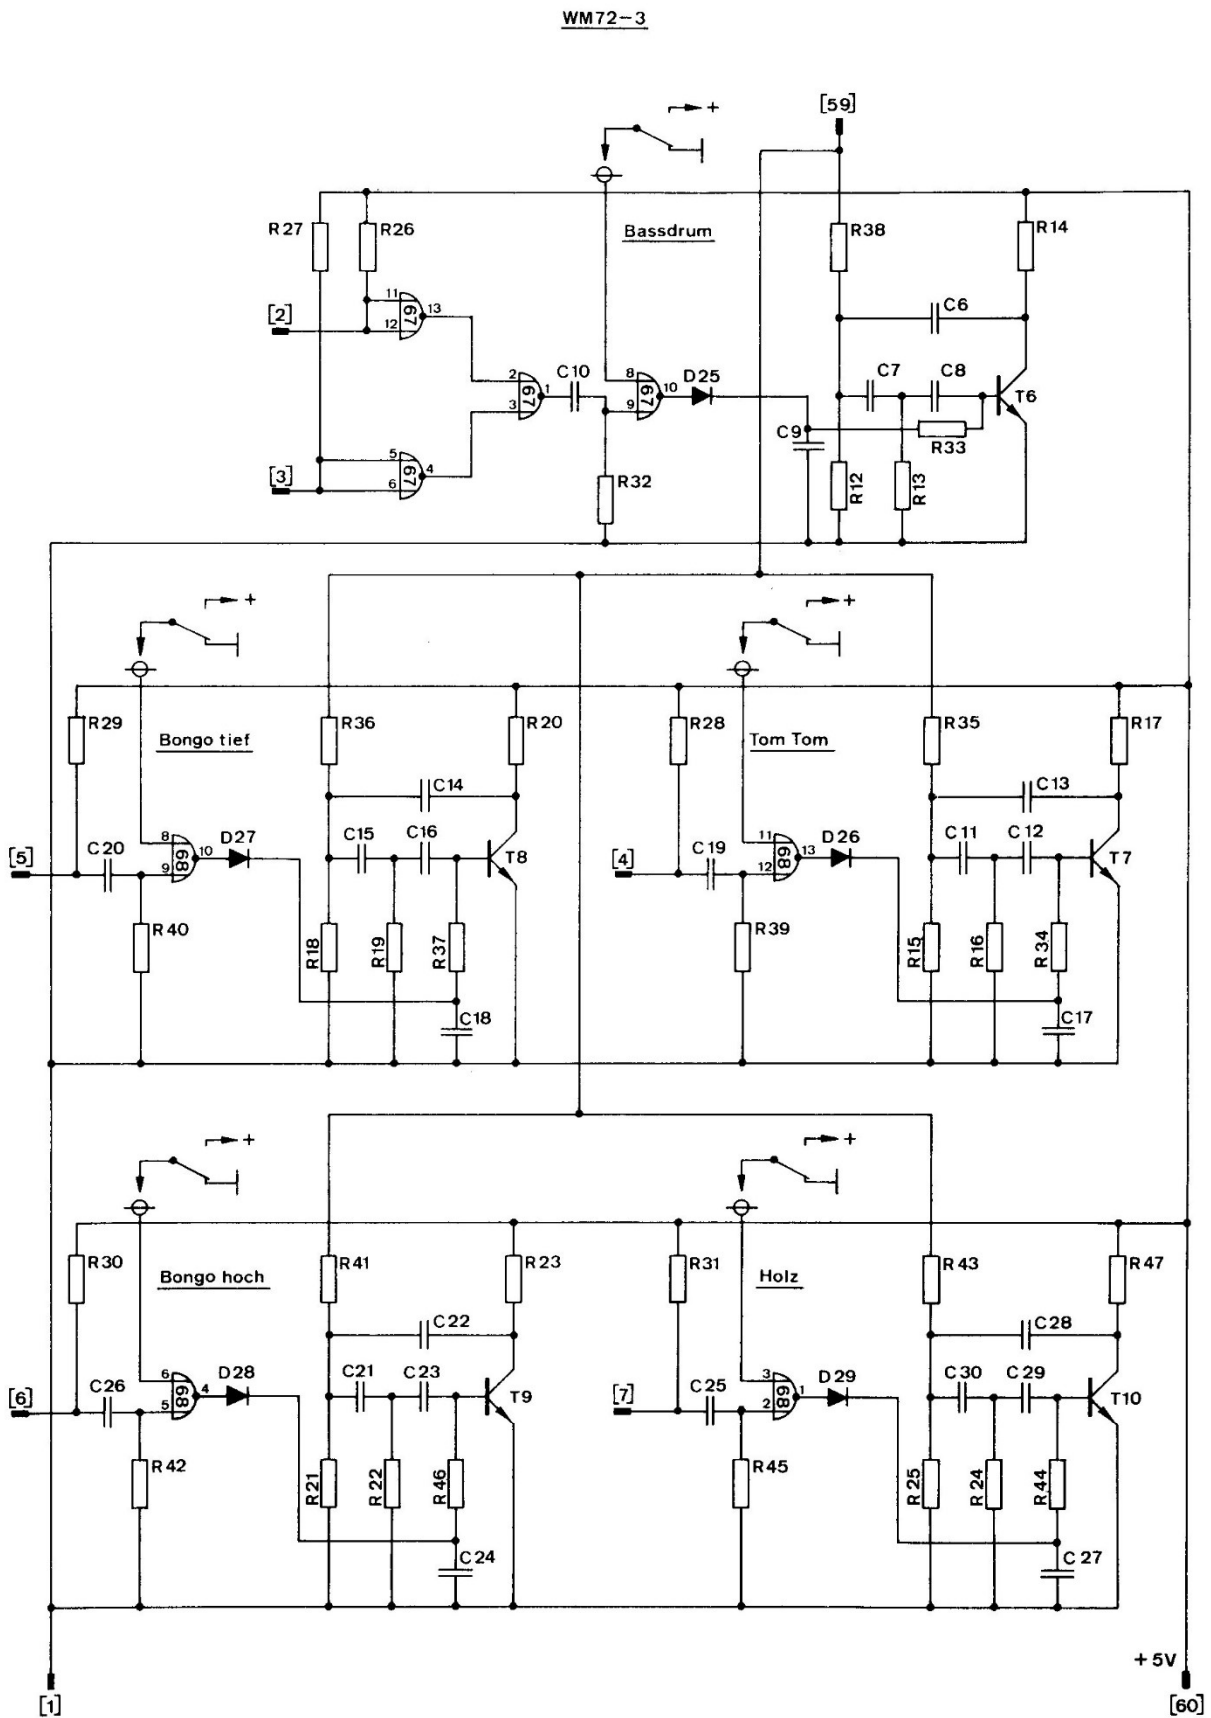 WM72-3
[59]
+
R27
R26
Bassdrum
R38
R14
[2]
11
12
67
13
C6
2
3
67
1
C10
8
9
67
10
D25
C7
C8
T6
C9
R33
[3]
5
6
67
4
R32
R12
R13
+
+
R29
Bongo tief
R36
R20
R28
Tom Tom
R35
R17
C14
C13
[5]
C20
8
9
68
10
D27
C15
C16
T8
[4]
C19
11
12
68
13
D26
C11
C12
T7
R40
R18
R19
R37
R39
R15
R16
R34
C18
C17
+
+
R30
Bongo hoch
R41
R23
R31
Holz
R43
R47
C22
C28
[6]
C26
6
5
68
4
D28
C21
C23
T9
[7]
C25
3
2
68
1
D29
C30
C29
T10
R42
R21
R22
R46
R45
R25
R24
R44
C24
C27
+5V
[1]
[60]